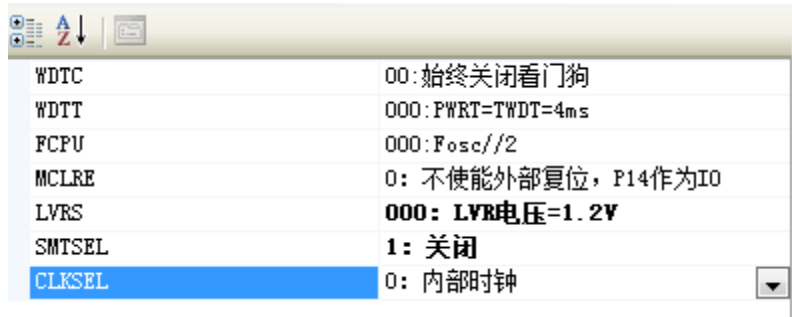 WDTC 00:始终关闭看门狗
WDTT 000:PWRT=TWDT=4ms
FCPU 000:Fosc//2
MCLRE 0: 不使能外部复位，P14作为IO
LVRS 000: LVR电压=1.2V
SMTSEL 1: 关闭
CLKSEL 0: 内部时钟